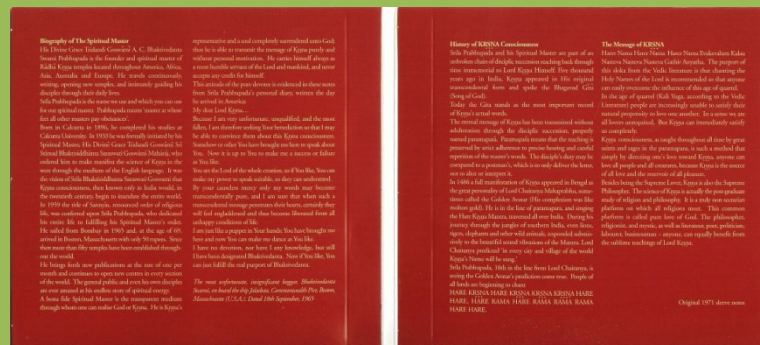 Biography of The Spiritual Master
His Divine Grace Tridandi Goswami A. C. Bhaktivedanta
Swami Prabhupada is the founder and spiritual master of
Radha Krsna temples located throughout America, Africa,
Asia, Australia and Europe. He travels continuously,
writing, opening new temples, and intimately guiding his
disciples through their daily lives.
Srila Prabhupada is the name we use and which you can use
for our spiritual master. Prabhupada means 'master at whose
feet all other masters pay obeisances'.
Born in Calcutta in 1896, he completed his studies at
Calcutta University. In 1933 he was formally initiated by his
Spiritual Master, His Divine Grace Tridandi Goswami Sri
Srimad Bhaktisiddhanta Saraswati Goswami Maharaj, who
ordered him to make manifest the science of Krsna in the
west through the medium of the English language. It was
the vision of Srila Bhaktisiddhanta Saraswati Goswami that
Krsna consciousness, then known only in India would, in
the twentieth century, begin to inundate the entire world.
In 1959 the title of Sannyasa, renounced order of religious
life, was conferred upon Srila Prabhupada, who dedicated
his entire life to fulfilling his Spiritual Master's order.
He sailed from Bombay in 1965 and, at the age of 69,
arrived in Boston, Massachusetts with only 50 rupees. Since
then more than fifty temples have been established through-
out the world.
He brings forth new publications at the rate of one per
month and continues to open new centres in every section
of the world. The general public and even his own disciples
are ever amazed at his endless store of spiritual energy.
A bona fide Spiritual Master is the transparent medium
through whom one can realise God or Krsna. He is Krsna's
representative and a soul completely surrendered unto God;
thus he is able to transmit the message of Krsna purely and
without personal motivation. He carries himself always as
a most humble servant of the Lord and mankind, and never
accepts any credit for himself.
This attitude of the pure devotee is evidenced in these notes
from Srila Prabhupada's personal diary, written the day
he arrived in America:
My dear Lord Krsna...
Because I am very unfortunate, unqualified, and the most
fallen, I am therefore seeking Your benediction so that I may
be able to convince them about this Krsna consciousness.
Somehow or other You have brought me here to speak about
You. Now it is up to You to make me a success or failure
as You like.
You are the Lord of the whole creation, so if You like, You can
make my power to speak suitable, so they can understand.
By your causeless mercy only my words may become
transcendentally pure, and I am sure that when such a
transcendental message penetrates their hearts, certainly they
will feel engladdened and thus become liberated from all
unhappy conditions of life.
I am just like a puppet in Your hands; You have brought me
here and now You can make me dance as You like.
I have no devotion, nor have I any knowledge, but still
I have been designated Bhaktivedanta. Now if You like, You
can just fulfill the real purport of Bhaktivedanta.
The most unfortunate, insignificant beggar: Bhaktivedanta
Swami, on board the ship Jaladuta, Commonwealth Pier, Boston,
Massachusetts (U.S.A.). Dated 18th September, 1965
History of KRSNA Consciousness
Srila Prabhupada and his Spiritual Master are part of an
unbroken chain of disciplic succession reaching back through
time immemorial to Lord Krsna Himself. Five thousand
years ago in India, Krsna appeared in His original
transcendental form and spoke the Bhagavad Gita
(Song of God).
Today the Gita stands as the most important record
of Krsna's actual words.
The eternal message of Krsna has been transmitted without
adulteration through the disciplic succession, properly
named paramapara. Paramapara means that the teaching is
preserved by strict adherence to precise hearing and careful
repetition of the master's words. The disciple's duty may be
compared to a postman's, which is to only deliver the letter,
not to alter or interpret it.
In 1486 a full manifestation of Krsna appeared in Bengal as
the great personality of Lord Chaitanya Mahaprabhu, some-
times called the Golden Avatar (His complexion was like
molten gold). He is in the line of paramapara, and singing
the Hare Krsna Mantra, travelled all over India. During his
journey through the jungles of southern India, even lions,
tigers, elephants and other wild animals, responded submis-
sively to the beautiful sound vibrations of the Mantra. Lord
Chaitanya predicted 'in every city and village of the world
Krsna's Name will be sung.'
Srila Prabhupada, 10th in the line from Lord Chaitanya, is
seeing the Golden Avatar's prediction come true. People of
all lands are beginning to chant
HARE KRSNA HARE KRSNA KRSNA KRSNA HARE
HARE, HARE RAMA HARE RAMA RAMA RAMA
HARE HARE.
The Message of KRSNA
Harer Nama Harer Nama Harer Nama Evakevalam Kalau
Nasteva Nasteva Nasteva Gathir Anyatha. The purport of
this sloka from the Vedic literature is that chanting the
Holy Names of the Lord is recommended so that anyone
can easily overcome the influence of this age of quarrel.
In the age of quarrel (Kali Yuga, according to the Vedic
Literature) people are increasingly unable to satisfy their
natural propensity to love one another. In a sense we are
all lovers unrequited. But Krsna can immediately satisfy
us completely.
Krsna consciousness, as taught throughout all time by great
saints and sages in the paramapara, is such a method that
simply by directing one's love toward Krsna, anyone can
love all people and all creatures, because Krsna is the source
of all love and the reservoir of all pleasure.
Besides being the Supreme Lover, Krsna is also the Supreme
Philosopher. The science of Krsna is actually the post-graduate
study of religion and philosophy. It is a truly non-sectarian
platform on which all religions meet. This common
platform is called pure love of God. The philosopher,
religionist, and mystic, as well as literateur, poet, politician,
labourer, businessman – anyone, can equally benefit from
the sublime teachings of Lord Krsna.
Original 1971 sleeve notes